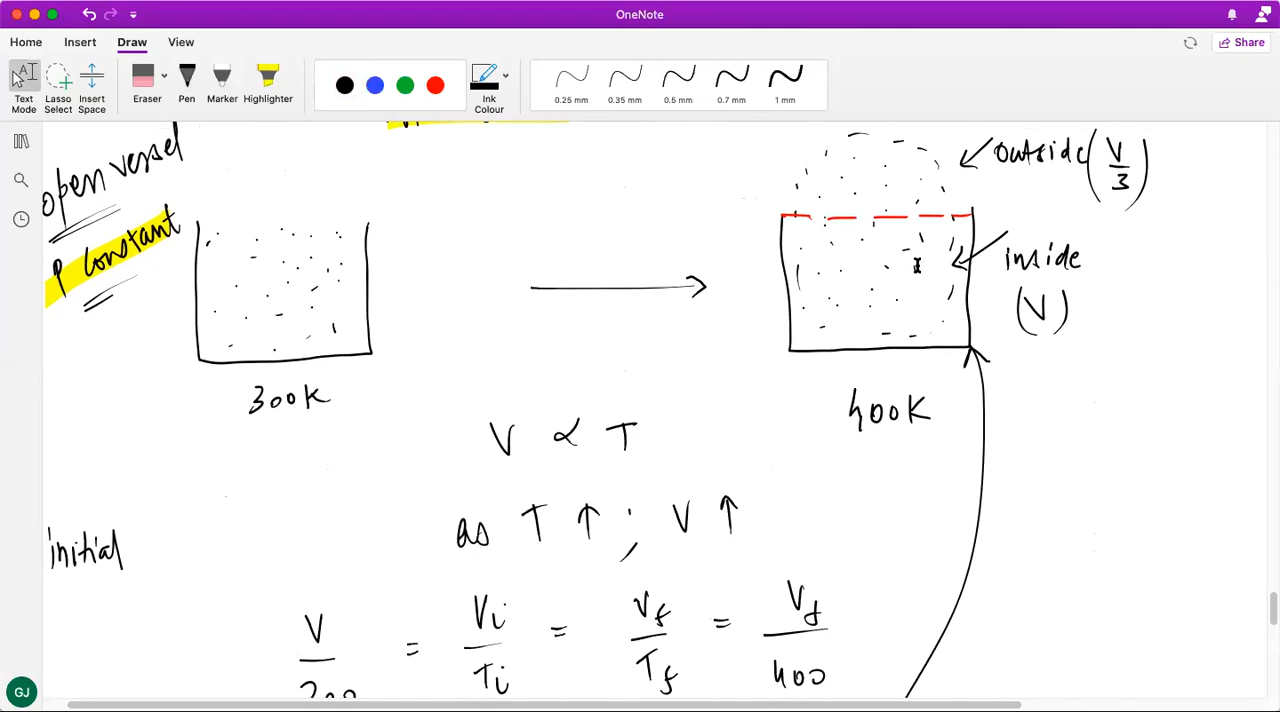 OneNote
Home Insert Draw View
Share
Text Mode
Lasso Select
Insert Space
Eraser
Pen
Marker
Highlighter
Ink Colour
0.25 mm
0.35 mm
0.5 mm
0.7 mm
1 mm
open vessel
P constant
outside (V/3)
inside
(V)
300K
400K
V ∝ T
as T ↑ ; V ↑
initial
V/300 = Vi/Ti = Vf/Tf = Vf/400
GJ